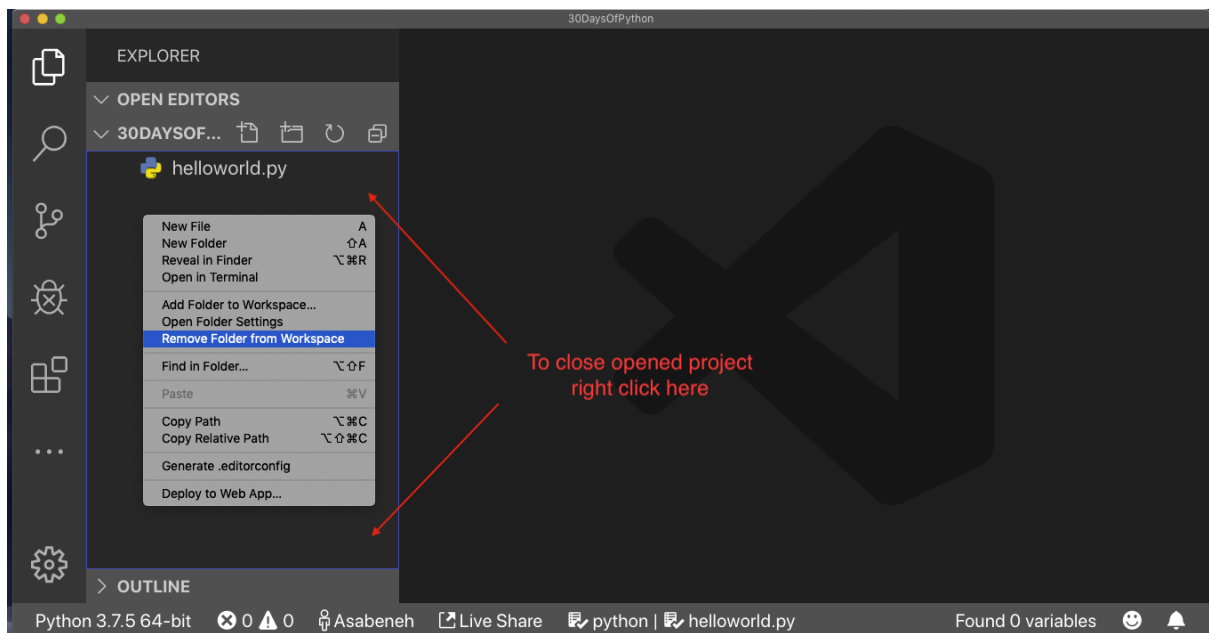 30DaysOfPython
EXPLORER
OPEN EDITORS
30DAYSOF...
helloworld.py
New File A
New Folder ⇧A
Reveal in Finder ⌥⌘R
Open in Terminal
Add Folder to Workspace...
Open Folder Settings
Remove Folder from Workspace
Find in Folder... ⌥⇧F
Paste ⌘V
Copy Path ⌥⌘C
Copy Relative Path ⌥⇧⌘C
Generate .editorconfig
Deploy to Web App...
To close opened project
right click here
OUTLINE
Python 3.7.5 64-bit 0 0 Asabeneh Live Share python | helloworld.py Found 0 variables